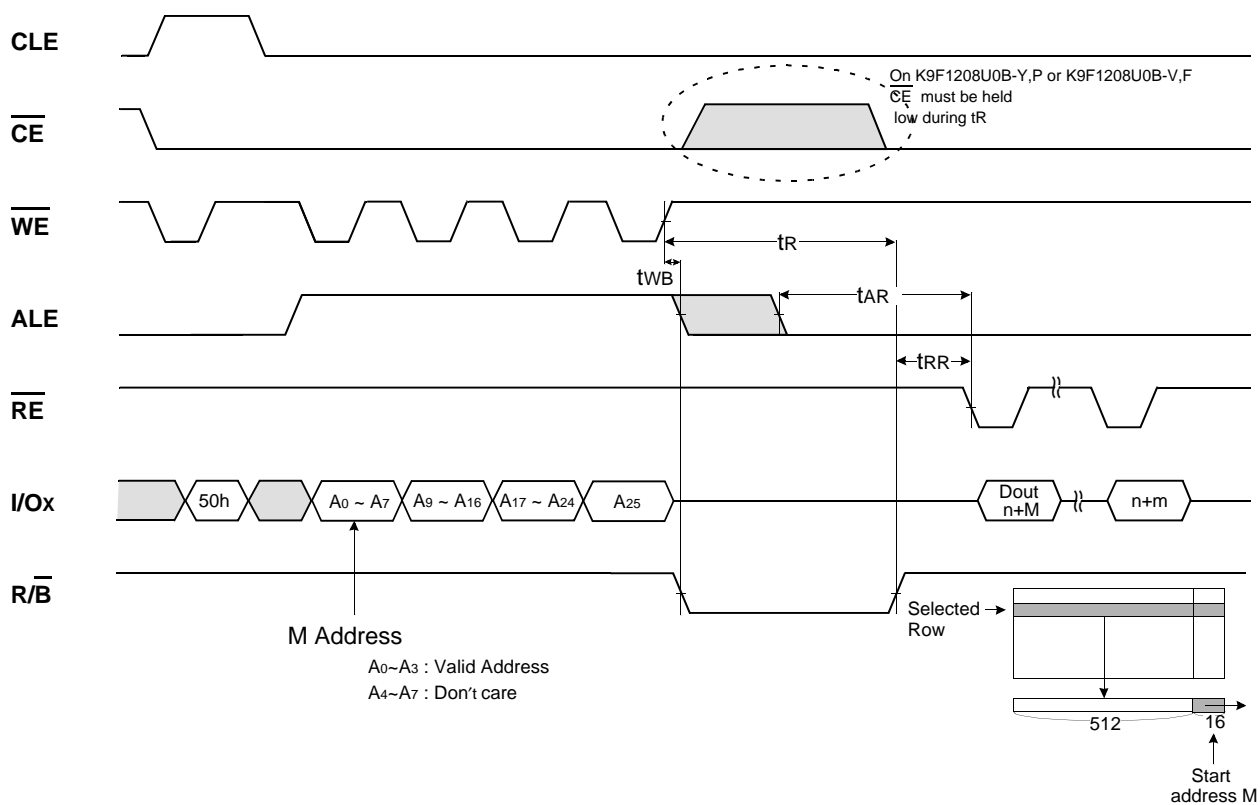 CLE
On K9F1208U0B-Y,P or K9F1208U0B-V,F
CE must be held
low during tR
CE
WE
tR
tWB
ALE
tAR
tRR
RE
I/Ox
50h
A0 ~ A7
A9 ~ A16
A17 ~ A24
A25
Dout
n+M
n+m
R/B
M Address
A0~A3 : Valid Address
A4~A7 : Don't care
Selected
Row
512
16
Start
address M